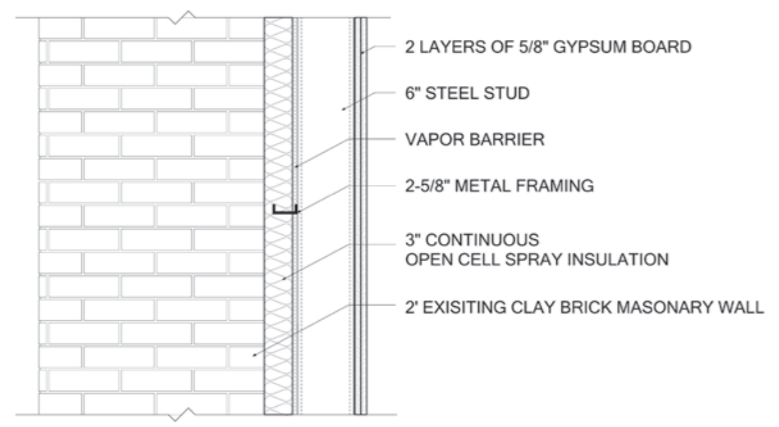 2 LAYERS OF 5/8" GYPSUM BOARD
6" STEEL STUD
VAPOR BARRIER
2-5/8" METAL FRAMING
3" CONTINUOUS
OPEN CELL SPRAY INSULATION
2' EXISITING CLAY BRICK MASONARY WALL